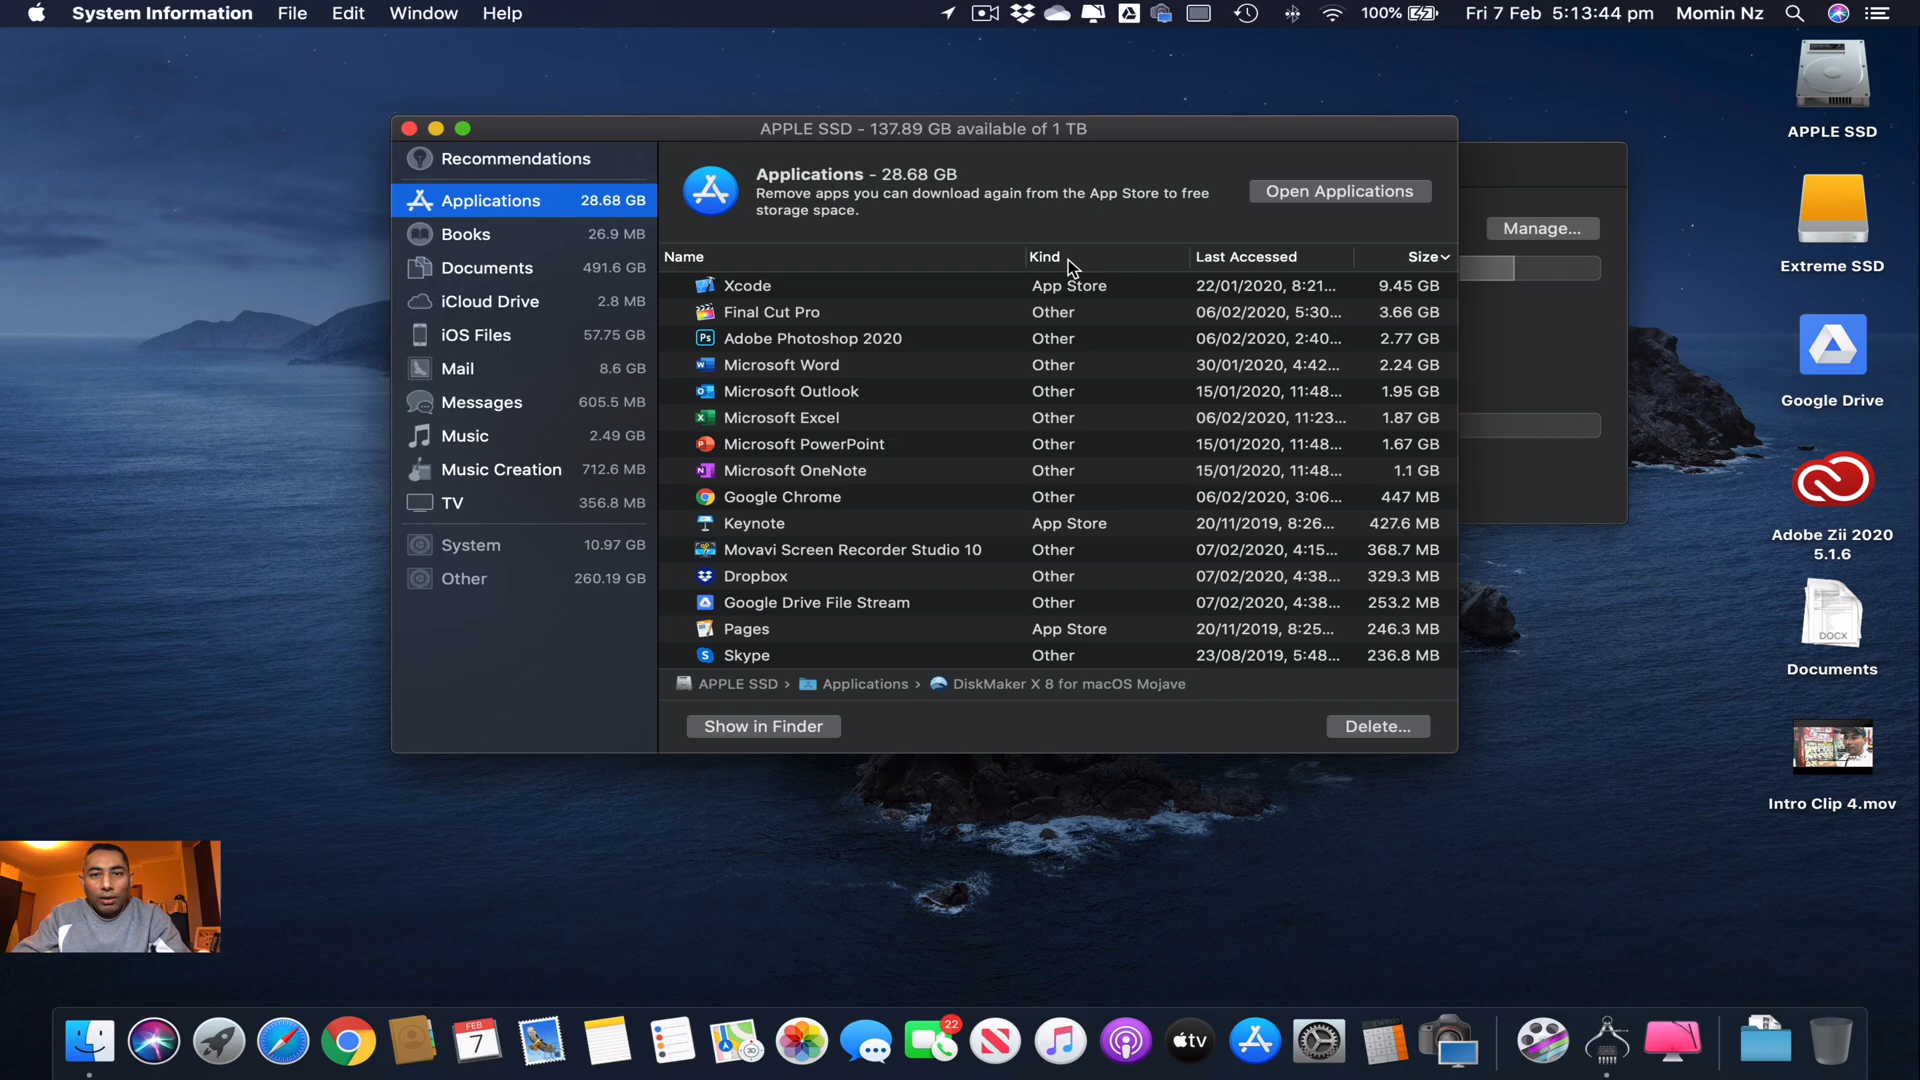 System Information File Edit Window Help
100% Fri 7 Feb 5:13:44 pm Momin Nz
APPLE SSD - 137.89 GB available of 1 TB
Recommendations
Applications 28.68 GB
Books 26.9 MB
Documents 491.6 GB
iCloud Drive 2.8 MB
iOS Files 57.75 GB
Mail 8.6 GB
Messages 605.5 MB
Music 2.49 GB
Music Creation 712.6 MB
TV 356.8 MB
System 10.97 GB
Other 260.19 GB
Applications - 28.68 GB
Remove apps you can download again from the App Store to free
storage space.
Open Applications
Name Kind Last Accessed Size
Xcode App Store 22/01/2020, 8:21... 9.45 GB
Final Cut Pro Other 06/02/2020, 5:30... 3.66 GB
Ps Adobe Photoshop 2020 Other 06/02/2020, 2:40... 2.77 GB
Microsoft Word Other 30/01/2020, 4:42... 2.24 GB
Microsoft Outlook Other 15/01/2020, 11:48... 1.95 GB
Microsoft Excel Other 06/02/2020, 11:23... 1.87 GB
Microsoft PowerPoint Other 15/01/2020, 11:48... 1.67 GB
Microsoft OneNote Other 15/01/2020, 11:48... 1.1 GB
Google Chrome Other 06/02/2020, 3:06... 447 MB
Keynote App Store 20/11/2019, 8:26... 427.6 MB
Movavi Screen Recorder Studio 10 Other 07/02/2020, 4:15... 368.7 MB
Dropbox Other 07/02/2020, 4:38... 329.3 MB
Google Drive File Stream Other 07/02/2020, 4:38... 253.2 MB
Pages App Store 20/11/2019, 8:25... 246.3 MB
Skype Other 23/08/2019, 5:48... 236.8 MB
APPLE SSD › Applications › DiskMaker X 8 for macOS Mojave
Show in Finder
Delete...
Manage...
APPLE SSD
Extreme SSD
Google Drive
Adobe Zii 2020
5.1.6
DOCX
Documents
Intro Clip 4.mov
FEB
7
3D
22
tv